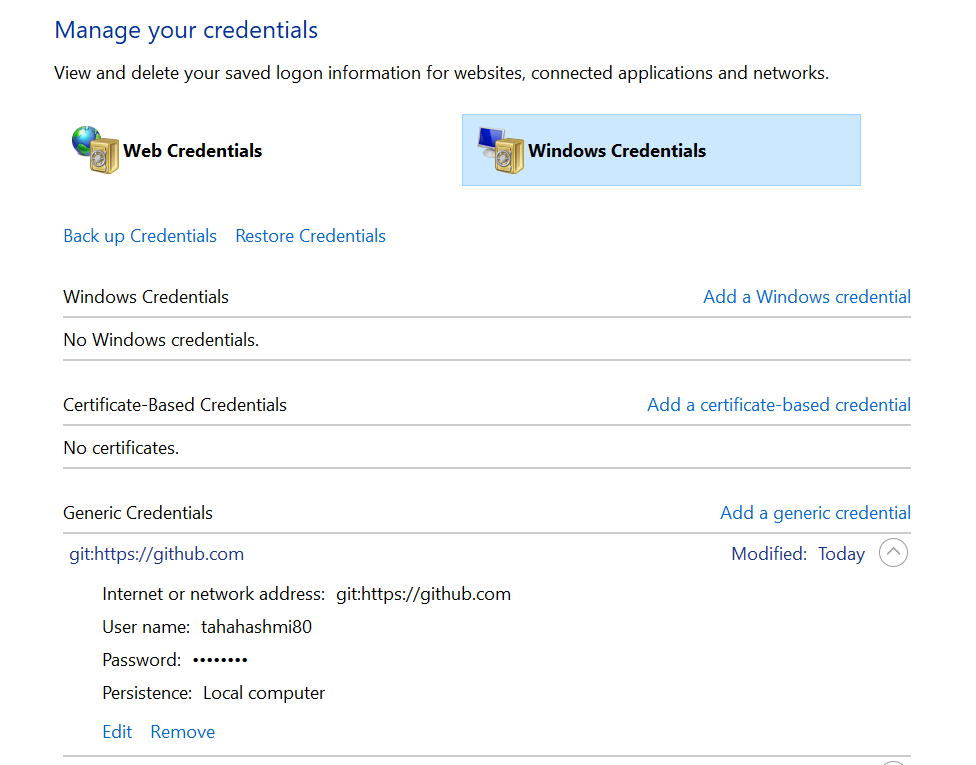 Manage your credentials
View and delete your saved logon information for websites, connected applications and networks.
Web Credentials
Windows Credentials
Back up Credentials Restore Credentials
Windows Credentials Add a Windows credential
No Windows credentials.
Certificate-Based Credentials Add a certificate-based credential
No certificates.
Generic Credentials Add a generic credential
git:https://github.com Modified: Today
Internet or network address: git:https://github.com
User name: tahahashmi80
Password: ••••••••
Persistence: Local computer
Edit Remove